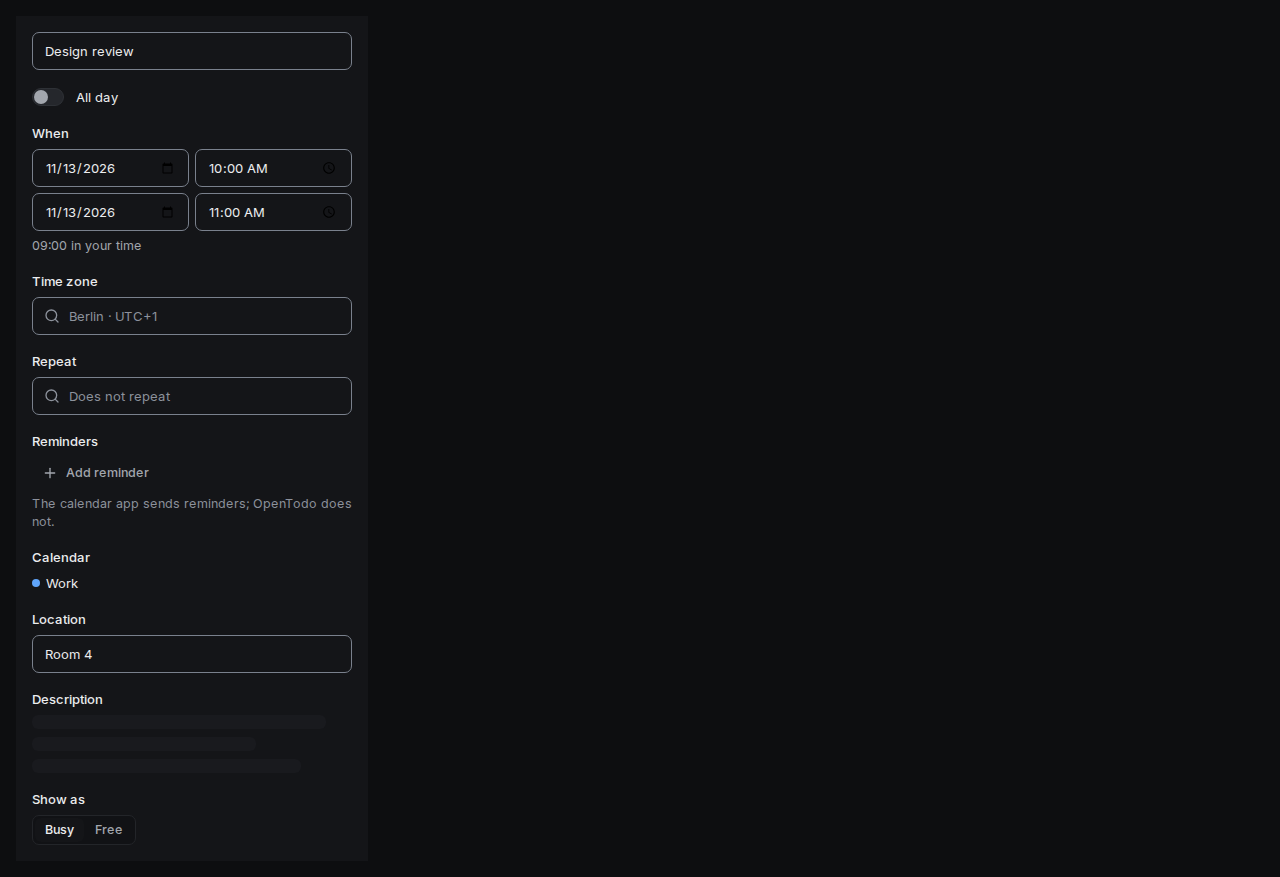 Design review
All day
When
11/13/2026 10:00 AM
11/13/2026 11:00 AM
09:00 in your time
Time zone
Berlin · UTC+1
Repeat
Does not repeat
Reminders
Add reminder
The calendar app sends reminders; OpenTodo does
not.
Calendar
Work
Location
Room 4
Description
Show as
Busy Free